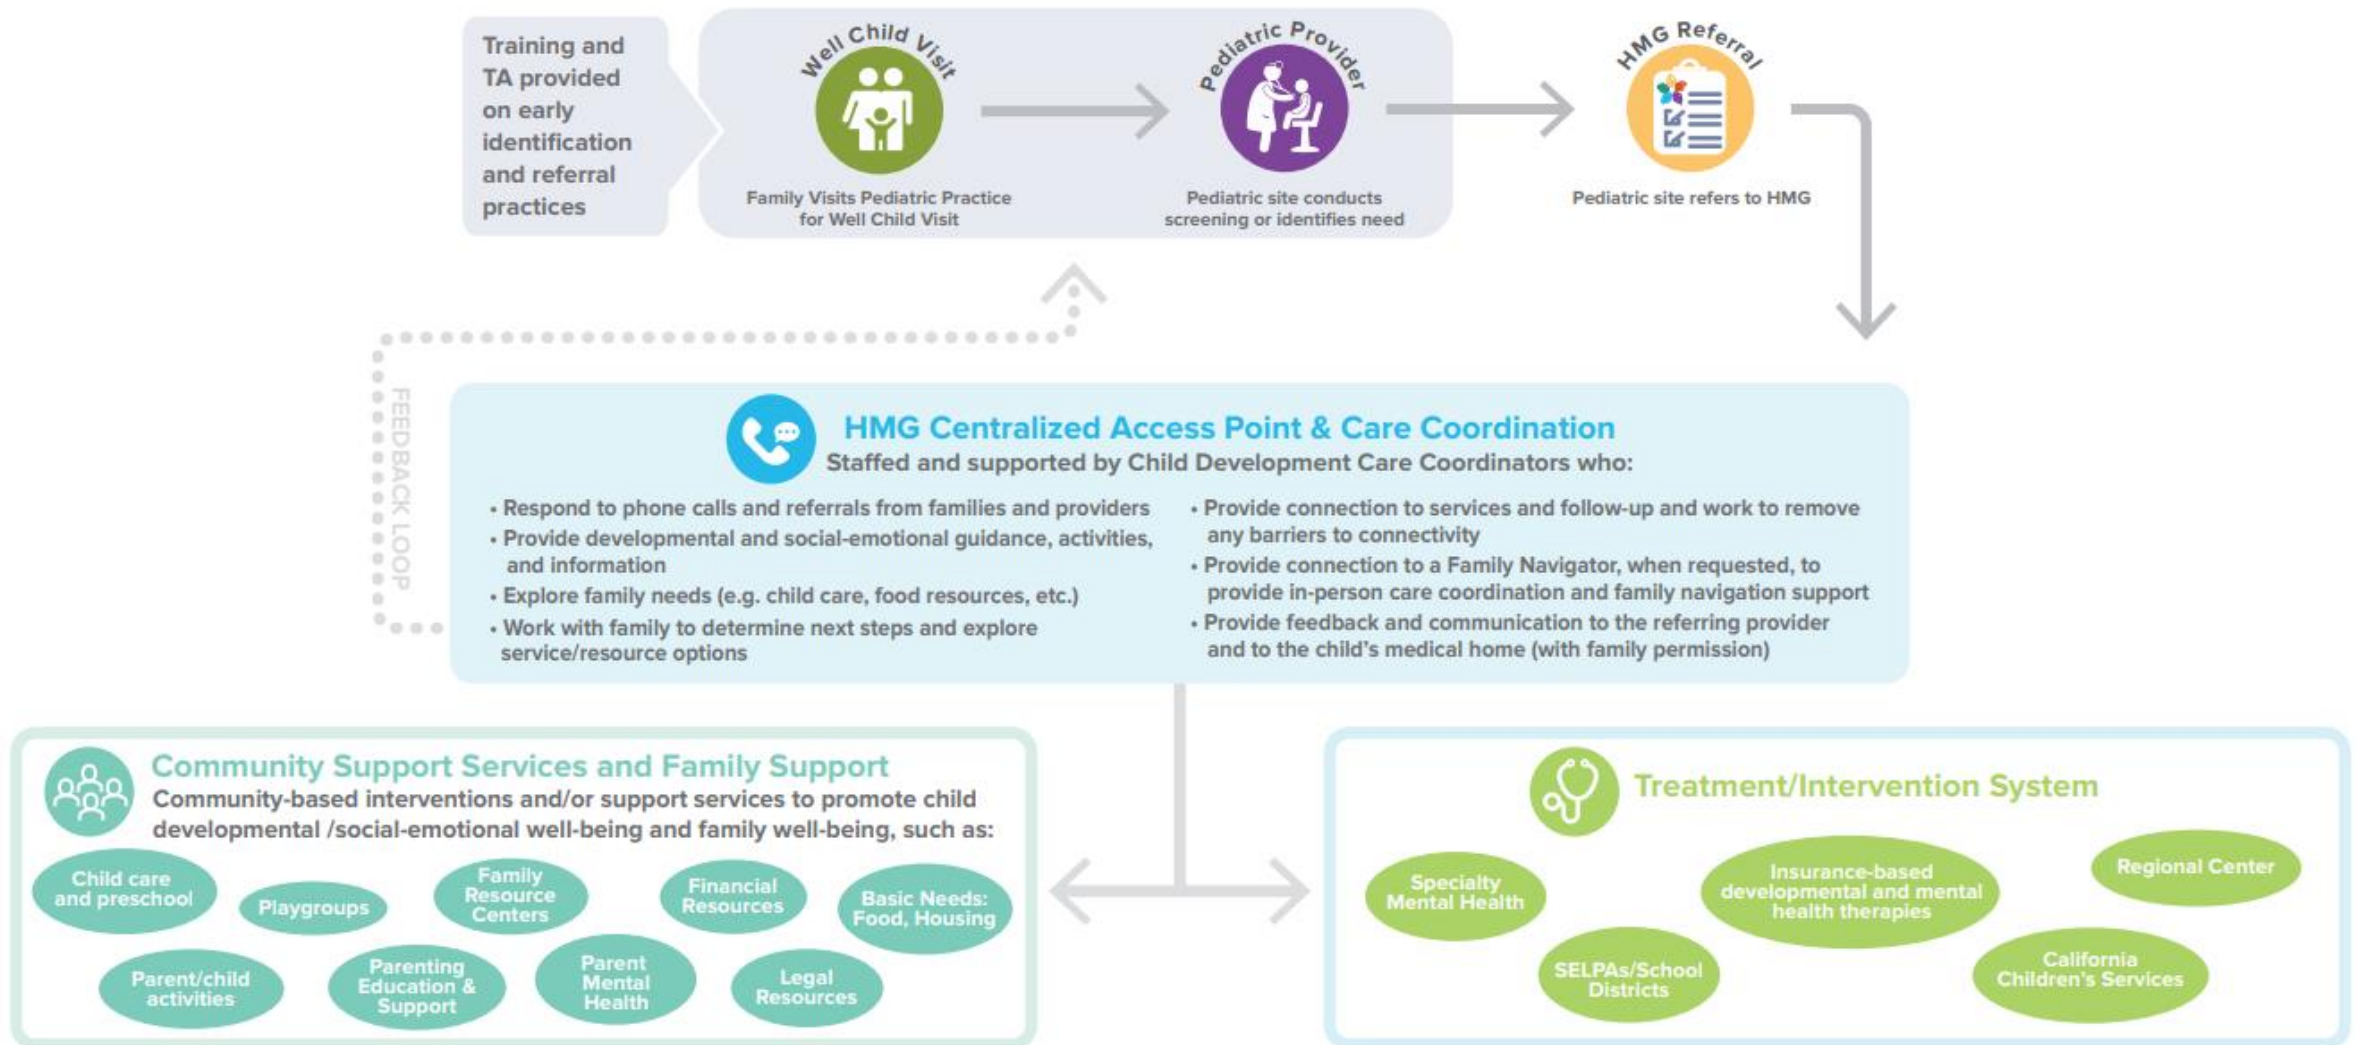 Training and
TA provided
on early
identification
and referral
practices
Well Child Visit
Family Visits Pediatric Practice
for Well Child Visit
Pediatric Provider
Pediatric site conducts
screening or identifies need
HMG Referral
Pediatric site refers to HMG
FEEDBACK LOOP
HMG Centralized Access Point & Care Coordination
Staffed and supported by Child Development Care Coordinators who:
• Respond to phone calls and referrals from families and providers
• Provide developmental and social-emotional guidance, activities,
and information
• Explore family needs (e.g. child care, food resources, etc.)
• Work with family to determine next steps and explore
service/resource options
• Provide connection to services and follow-up and work to remove
any barriers to connectivity
• Provide connection to a Family Navigator, when requested, to
provide in-person care coordination and family navigation support
• Provide feedback and communication to the referring provider
and to the child's medical home (with family permission)
Community Support Services and Family Support
Community-based interventions and/or support services to promote child
developmental /social-emotional well-being and family well-being, such as:
Child care
and preschool
Playgroups
Family
Resource
Centers
Financial
Resources
Basic Needs:
Food, Housing
Parent/child
activities
Parenting
Education &
Support
Parent
Mental
Health
Legal
Resources
Treatment/Intervention System
Specialty
Mental Health
Insurance-based
developmental and mental
health therapies
Regional Center
SELPAs/School
Districts
California
Children's Services